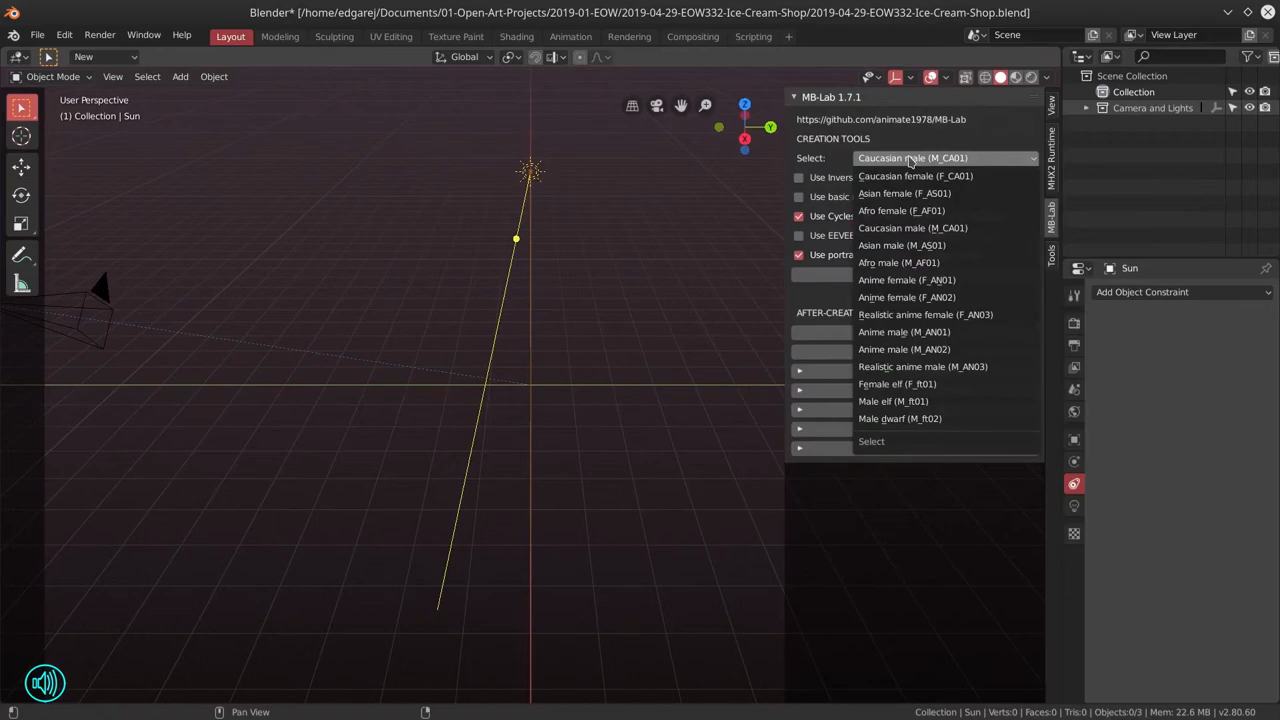 Blender* [/home/edgarej/Documents/01-Open-Art-Projects/2019-01-EOW/2019-04-29-EOW332-Ice-Cream-Shop/2019-04-29-EOW332-Ice-Cream-Shop.blend]
File Edit Render Window Help Layout Modeling Sculpting UV Editing Texture Paint Shading Animation Rendering Compositing Scripting + Scene View Layer
New Global
Object Mode View Select Add Object
User Perspective
(1) Collection | Sun
Z
Y
X
MB-Lab 1.7.1
https://github.com/animate1978/MB-Lab
CREATION TOOLS
Select: Caucasian male (M_CA01)
Use Invers
Use basic
Use Cycles
Use EEVEE
Use portra
AFTER-CREAT
Caucasian female (F_CA01)
Asian female (F_AS01)
Afro female (F_AF01)
Caucasian male (M_CA01)
Asian male (M_AS01)
Afro male (M_AF01)
Anime female (F_AN01)
Anime female (F_AN02)
Realistic anime female (F_AN03)
Anime male (M_AN01)
Anime male (M_AN02)
Realistic anime male (M_AN03)
Female elf (F_ft01)
Male elf (M_ft01)
Male dwarf (M_ft02)
Select
View
MHX2 Runtime
MB-Lab
Tools
Scene Collection
Collection
Camera and Lights
Sun
Add Object Constraint
Pan View
Collection | Sun | Verts:0 | Faces:0 | Tris:0 | Objects:0/3 | Mem: 22.6 MB | v2.80.60